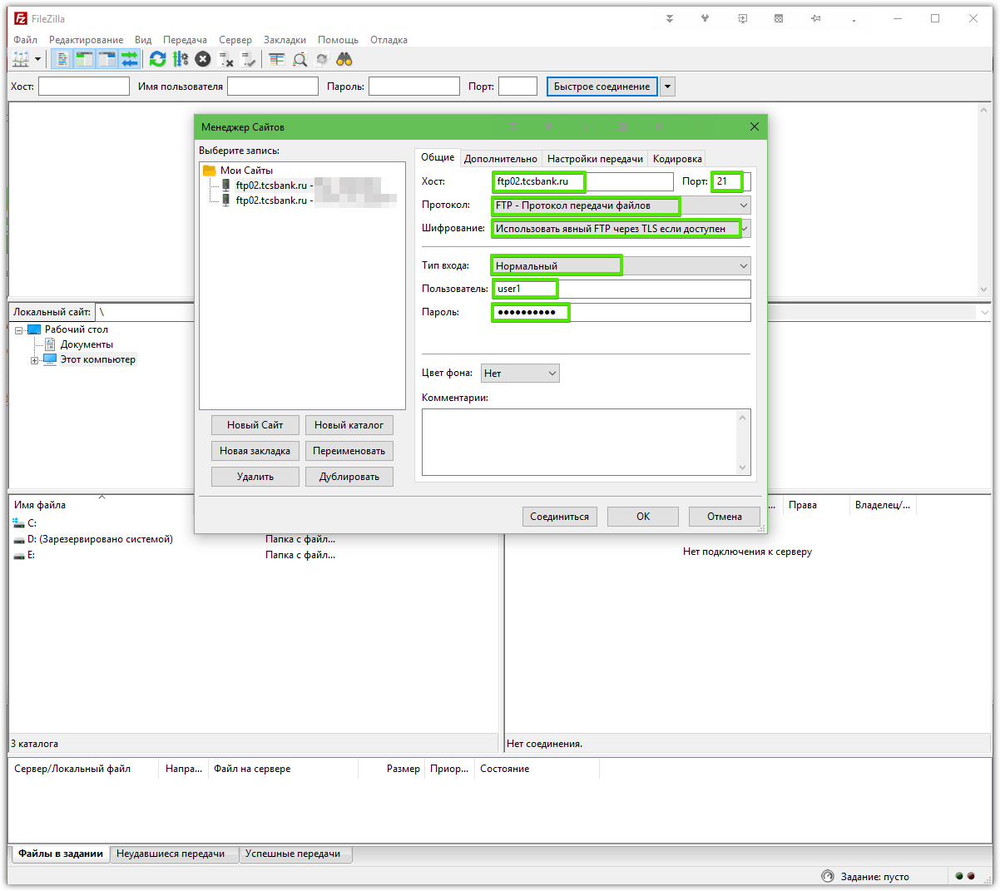 FileZilla
Файл Редактирование Вид Передача Сервер Закладки Помощь Отладка
Хост: Имя пользователя Пароль: Порт: Быстрое соединение
Менеджер Сайтов
Выберите запись:
Мои Сайты
ftp02.tcsbank.ru -
ftp02.tcsbank.ru -
Новый Сайт Новый каталог
Новая закладка Переименовать
Удалить Дублировать
Общие Дополнительно Настройки передачи Кодировка
Хост: ftp02.tcsbank.ru Порт: 21
Протокол: FTP - Протокол передачи файлов
Шифрование: Использовать явный FTP через TLS если доступен
Тип входа: Нормальный
Пользователь: user1
Пароль: ●●●●●●●●●●
Цвет фона: Нет
Комментарии:
Соединиться OK Отмена
Локальный сайт: \
Рабочий стол
Документы
Этот компьютер
Имя файла
C:
D: (Зарезервировано системой) Папка с файл...
E: Папка с файл...
3 каталога
... Права Владелец/...
Нет подключения к серверу
Нет соединения.
Сервер/Локальный файл Напра... Файл на сервере Размер Приор... Состояние
Файлы в задании Неудавшиеся передачи Успешные передачи
Задание: пусто